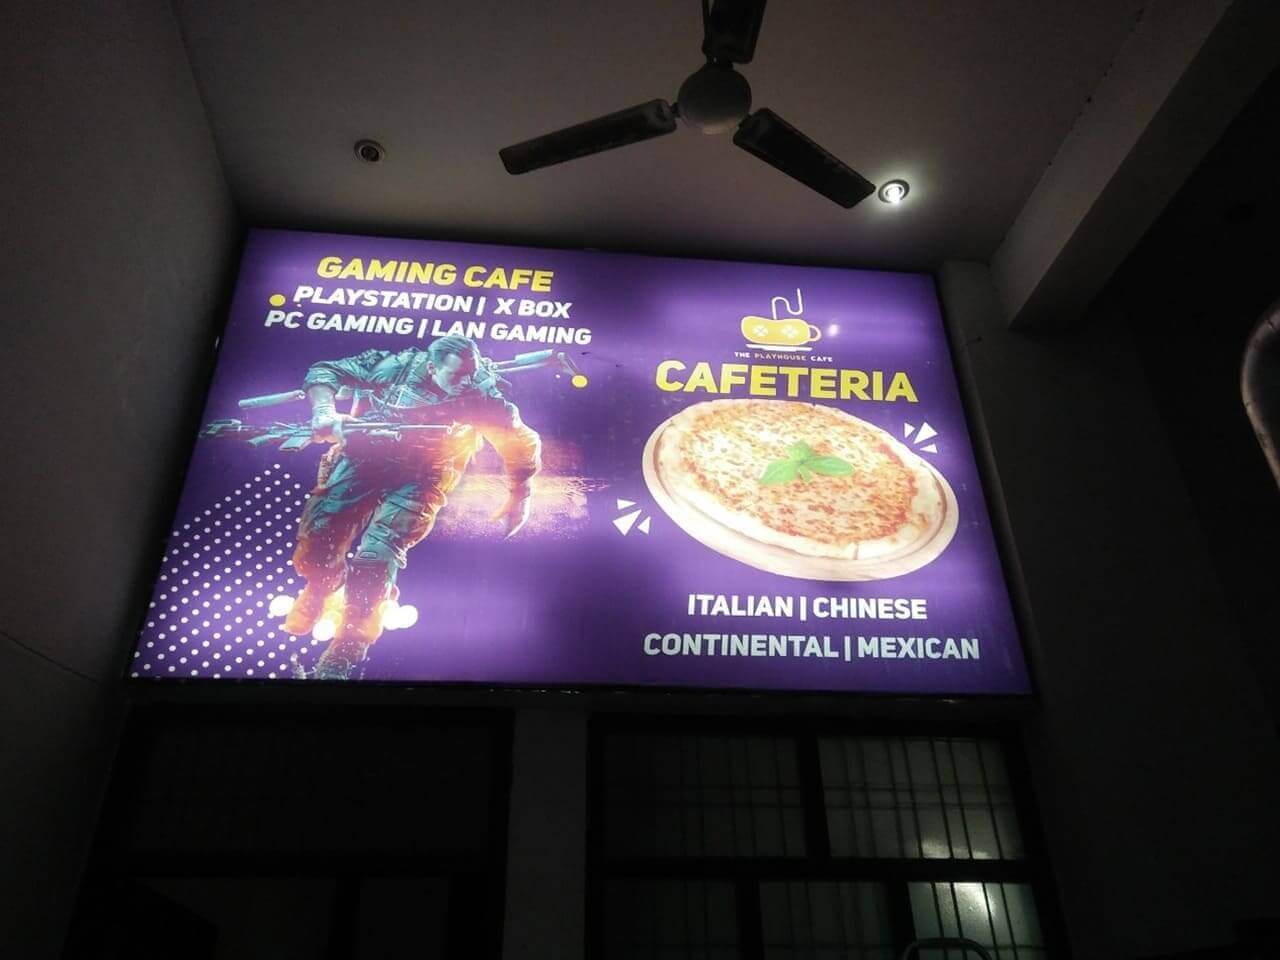 GAMING CAFE
PLAYSTATION | X BOX
PC GAMING | LAN GAMING
THE PLAYHOUSE CAFE
CAFETERIA
ITALIAN | CHINESE
CONTINENTAL | MEXICAN